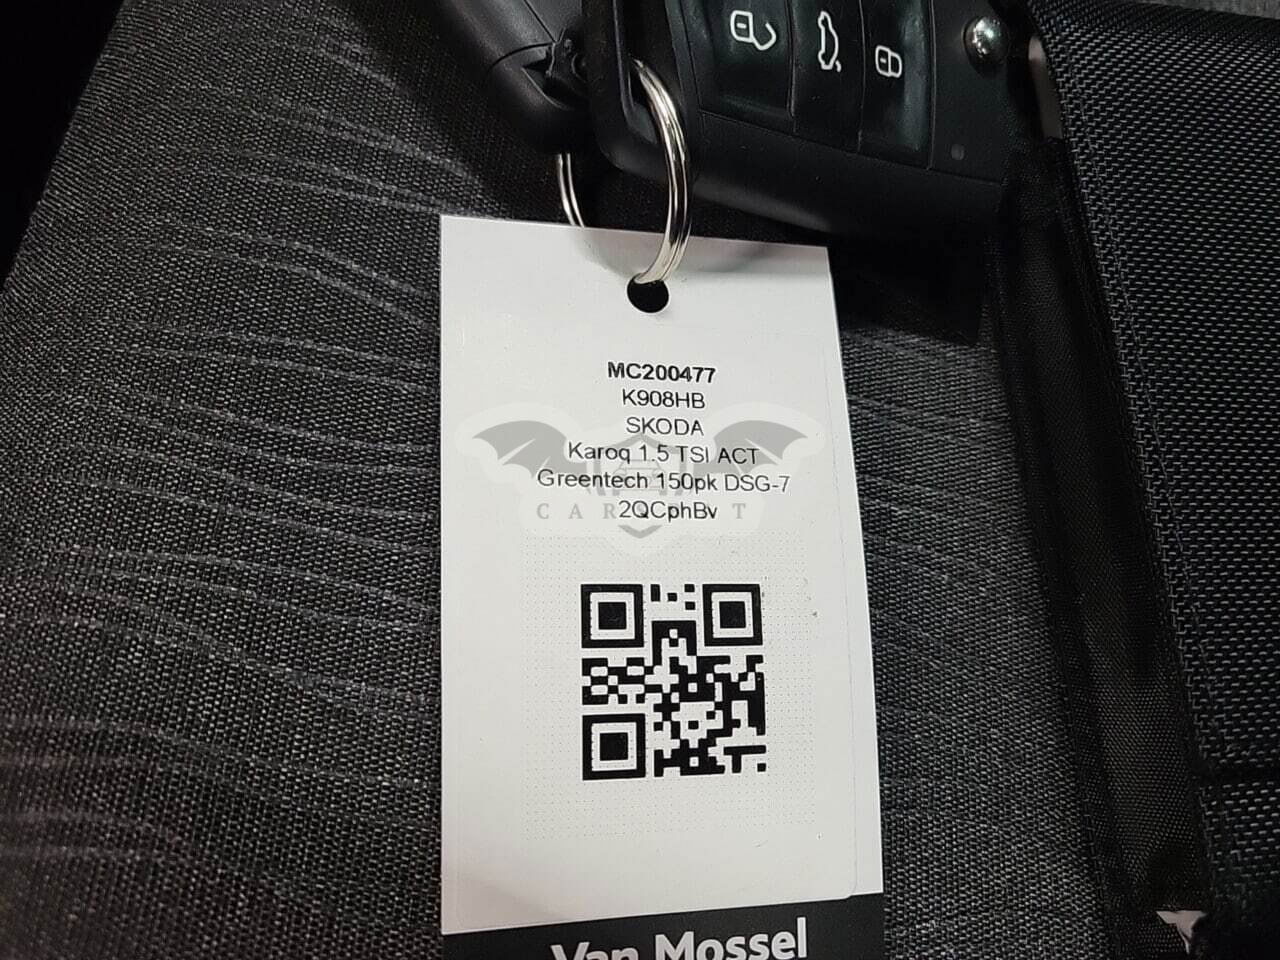 MC200477
K908HB
SKODA
Karoq 1.5 TSI ACT
Greentech 150pk DSG-7
2QCphBv
Van Mossel